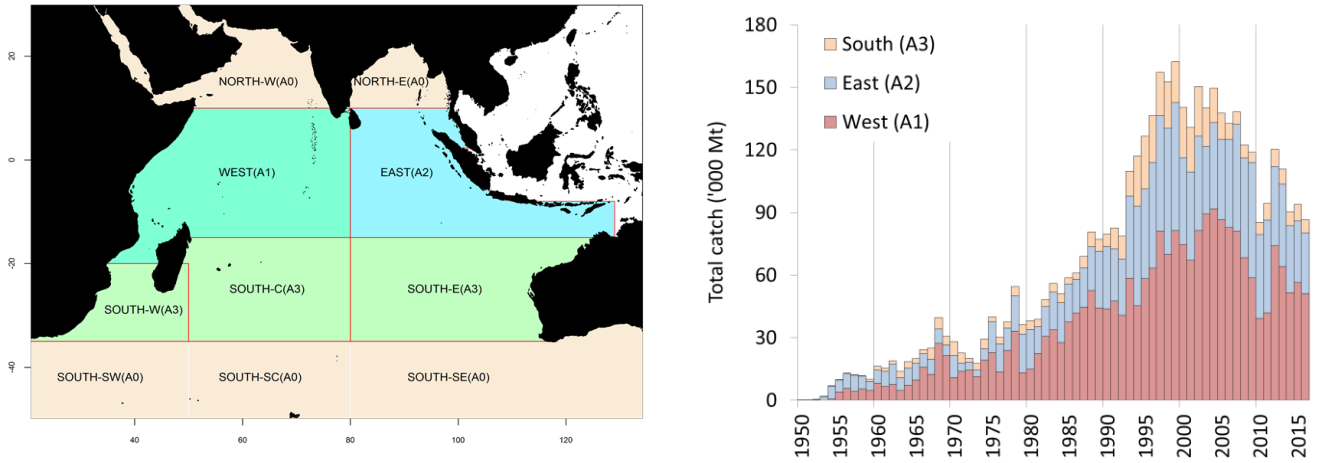 20
0
-20
-40
NORTH-W(A0)
NORTH-E(A0)
WEST(A1)
EAST(A2)
SOUTH-C(A3)
SOUTH-E(A3)
SOUTH-W(A3)
SOUTH-SW(A0)
SOUTH-SC(A0)
SOUTH-SE(A0)
40
60
80
100
120
Total catch ('000 Mt)
180
150
120
90
60
30
0
South (A3)
East (A2)
West (A1)
1950
1955
1960
1965
1970
1975
1980
1985
1990
1995
2000
2005
2010
2015